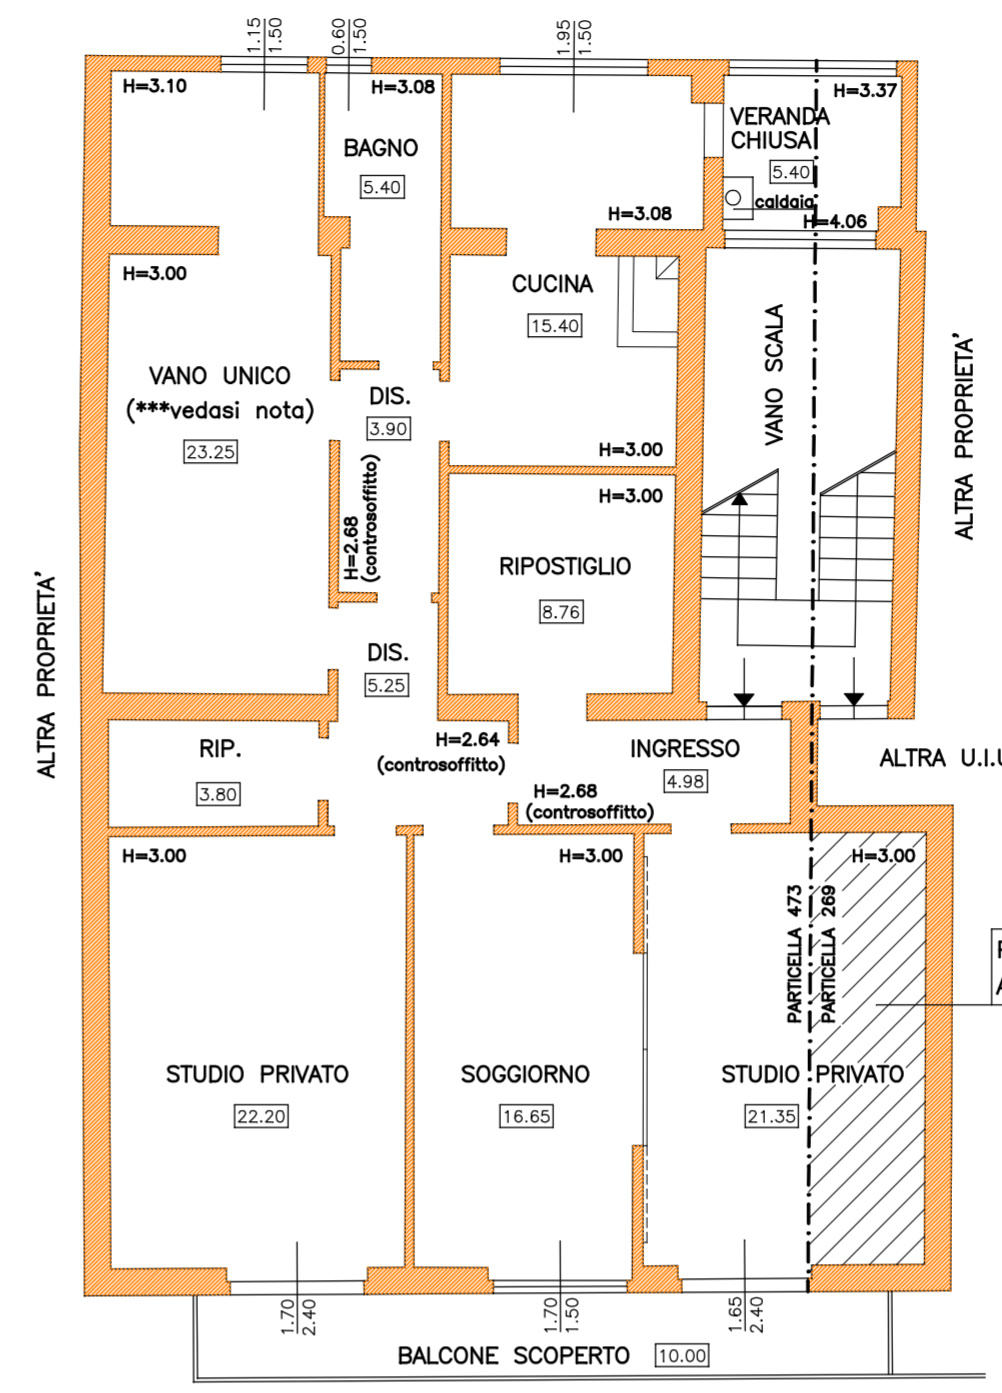 1.15
1.50
0.60
1.50
1.95
1.50
H=3.10
H=3.08
BAGNO
5.40
H=3.08
H=3.37
VERANDA
CHIUSA
5.40
caldaia
H=4.06
H=3.00
VANO UNICO
(***vedasi nota)
23.25
CUCINA
15.40
H=3.00
DIS.
3.90
H=2.68
(controsoffitto)
VANO SCALA
ALTRA PROPRIETA'
H=3.00
RIPOSTIGLIO
8.76
ALTRA PROPRIETA'
DIS.
5.25
RIP.
3.80
H=2.64
(controsoffitto)
INGRESSO
4.98
H=2.68
(controsoffitto)
ALTRA U.I.U
H=3.00
H=3.00
H=3.00
PARTICELLA 473
PARTICELLA 269
STUDIO PRIVATO
22.20
SOGGIORNO
16.65
STUDIO PRIVATO
21.35
1.70
2.40
1.70
1.50
1.65
2.40
BALCONE SCOPERTO
10.00